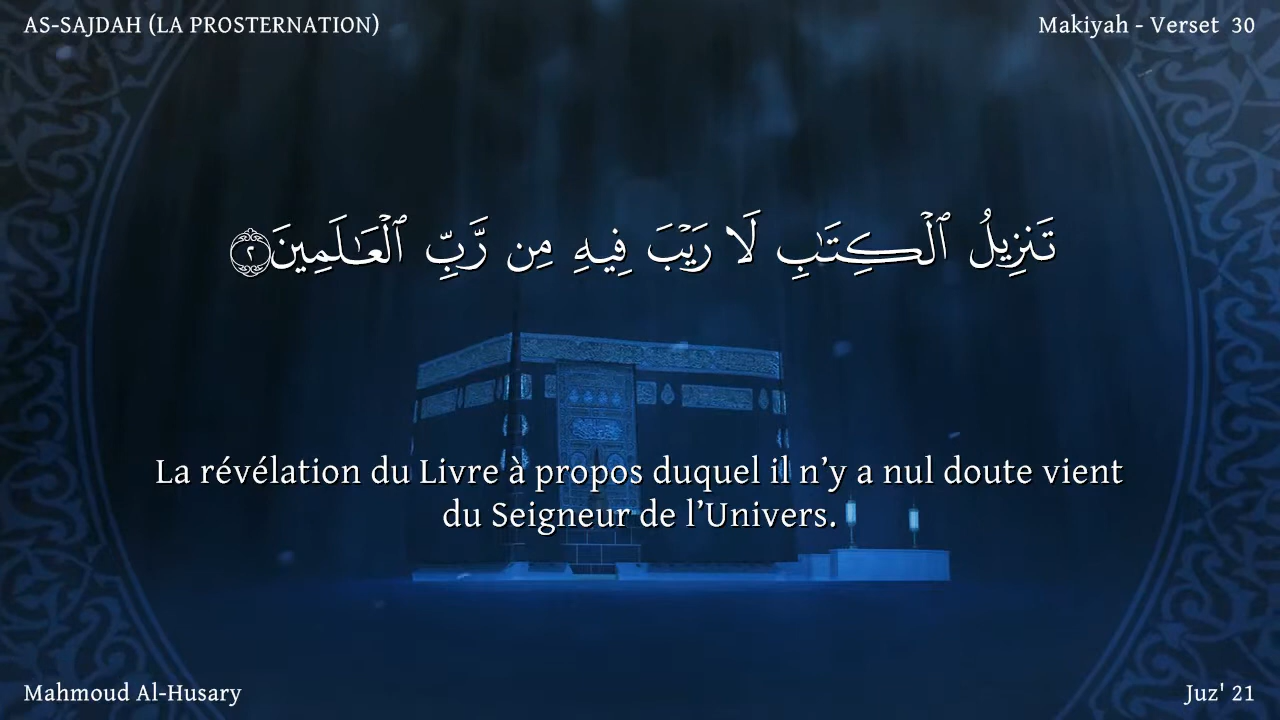 AS-SAJDAH (LA PROSTERNATION)
Makiyah - Verset 30
تَنزِيلُ ٱلْكِتَٰبِ لَا رَيْبَ فِيهِ مِن رَّبِّ ٱلْعَٰلَمِينَ ٢
La révélation du Livre à propos duquel il n’y a nul doute vient
du Seigneur de l’Univers.
Mahmoud Al-Husary
Juz' 21